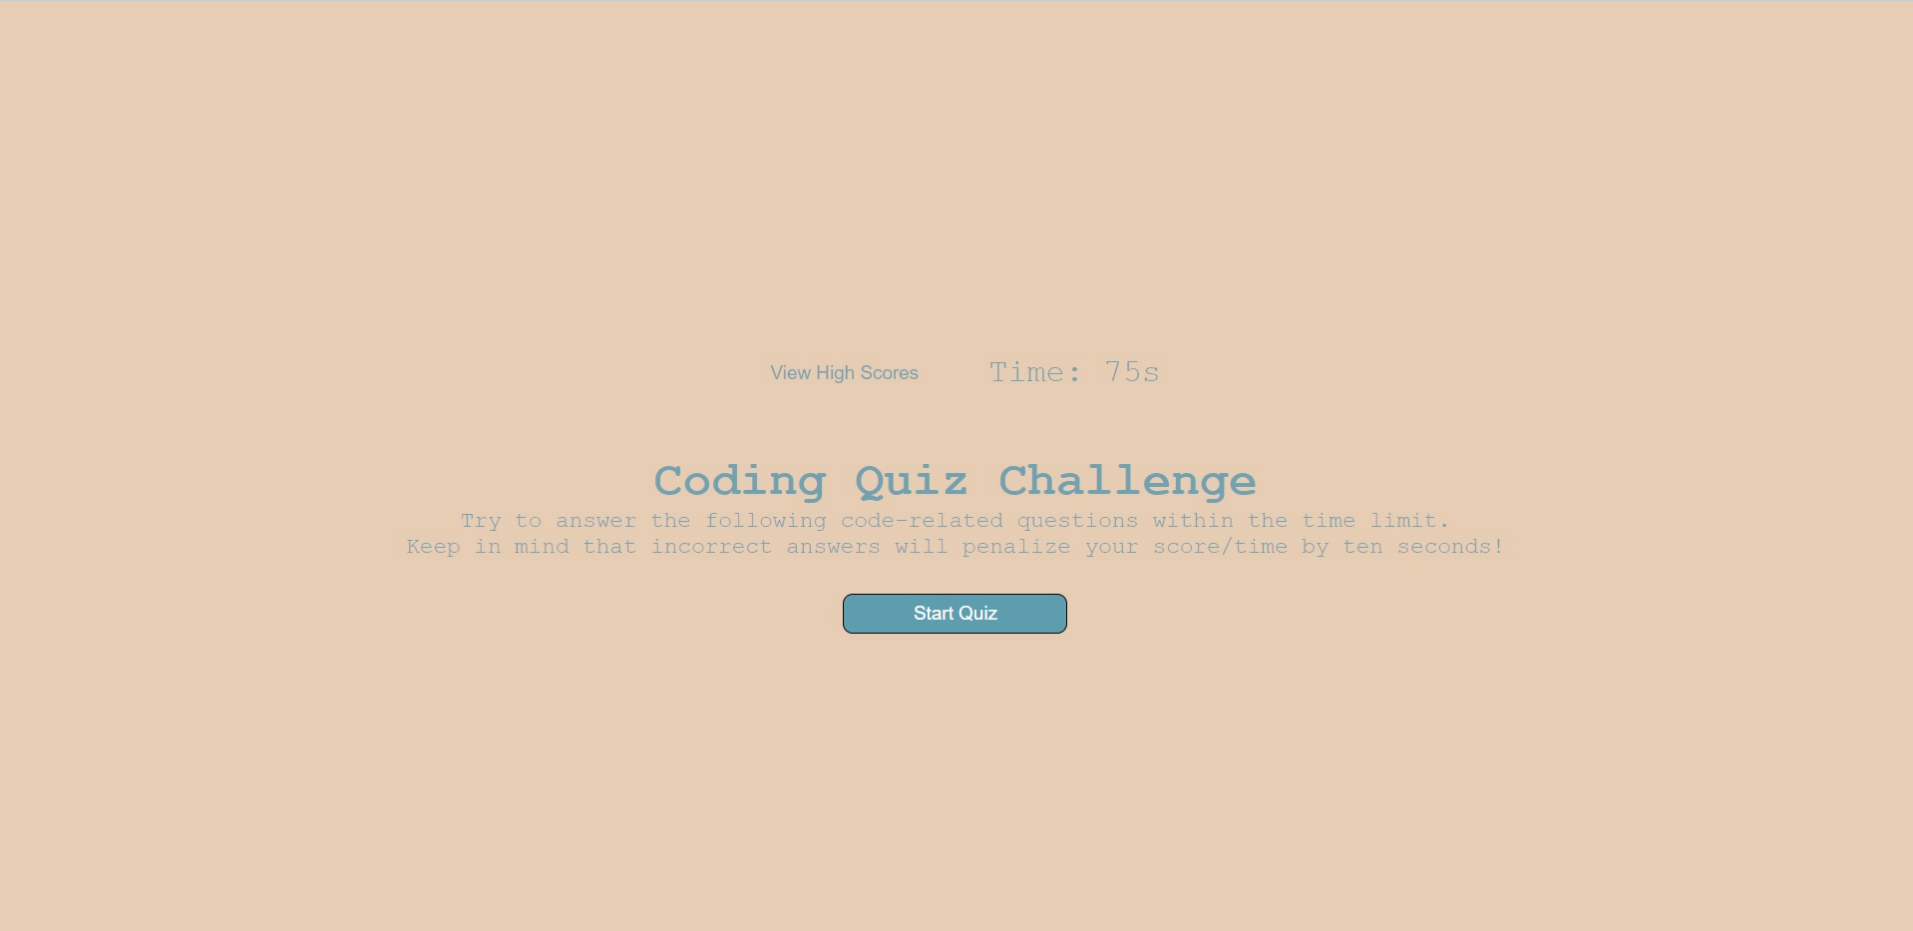 View High Scores Time: 75s
Coding Quiz Challenge
Try to answer the following code-related questions within the time limit.
Keep in mind that incorrect answers will penalize your score/time by ten seconds!
Start Quiz